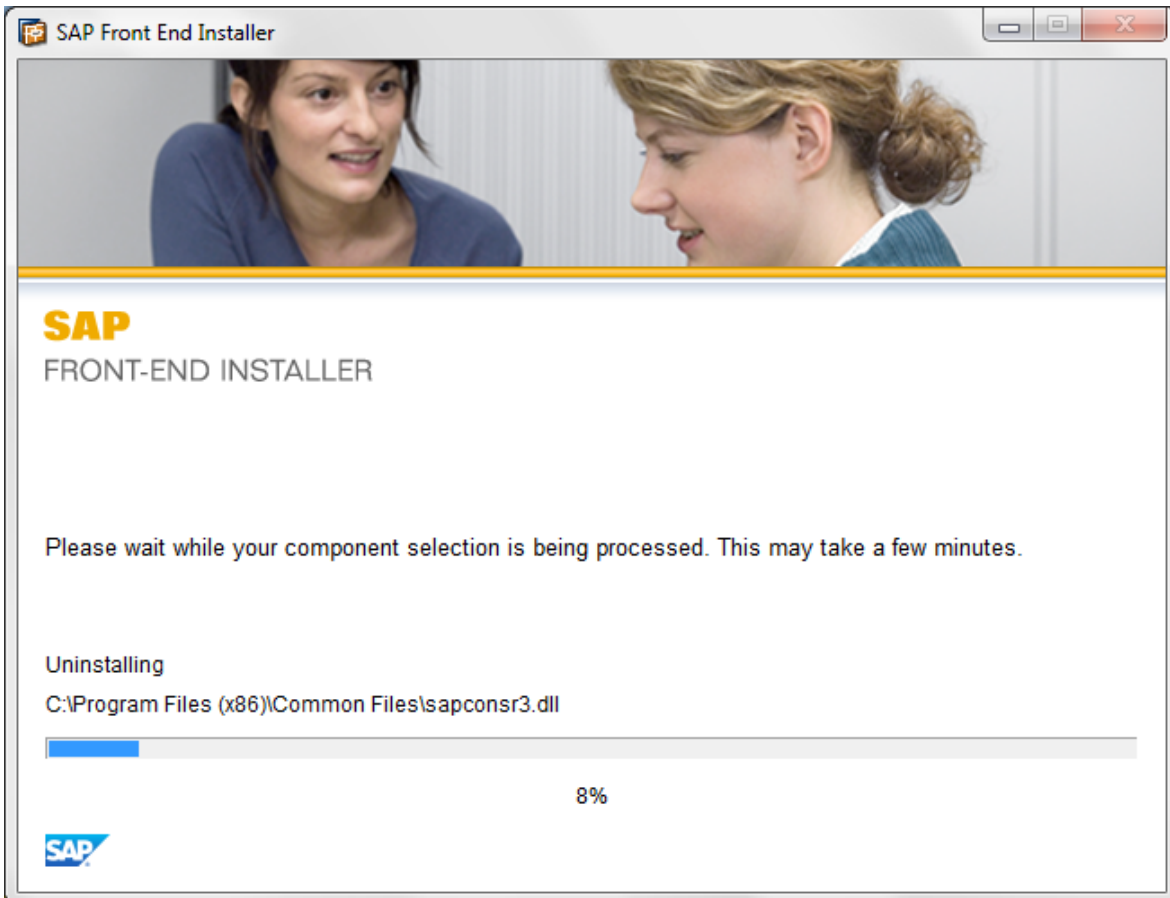 SAP Front End Installer
SAP
FRONT-END INSTALLER
Please wait while your component selection is being processed. This may take a few minutes.
Uninstalling
C:\Program Files (x86)\Common Files\sapconsr3.dll
8%
SAP